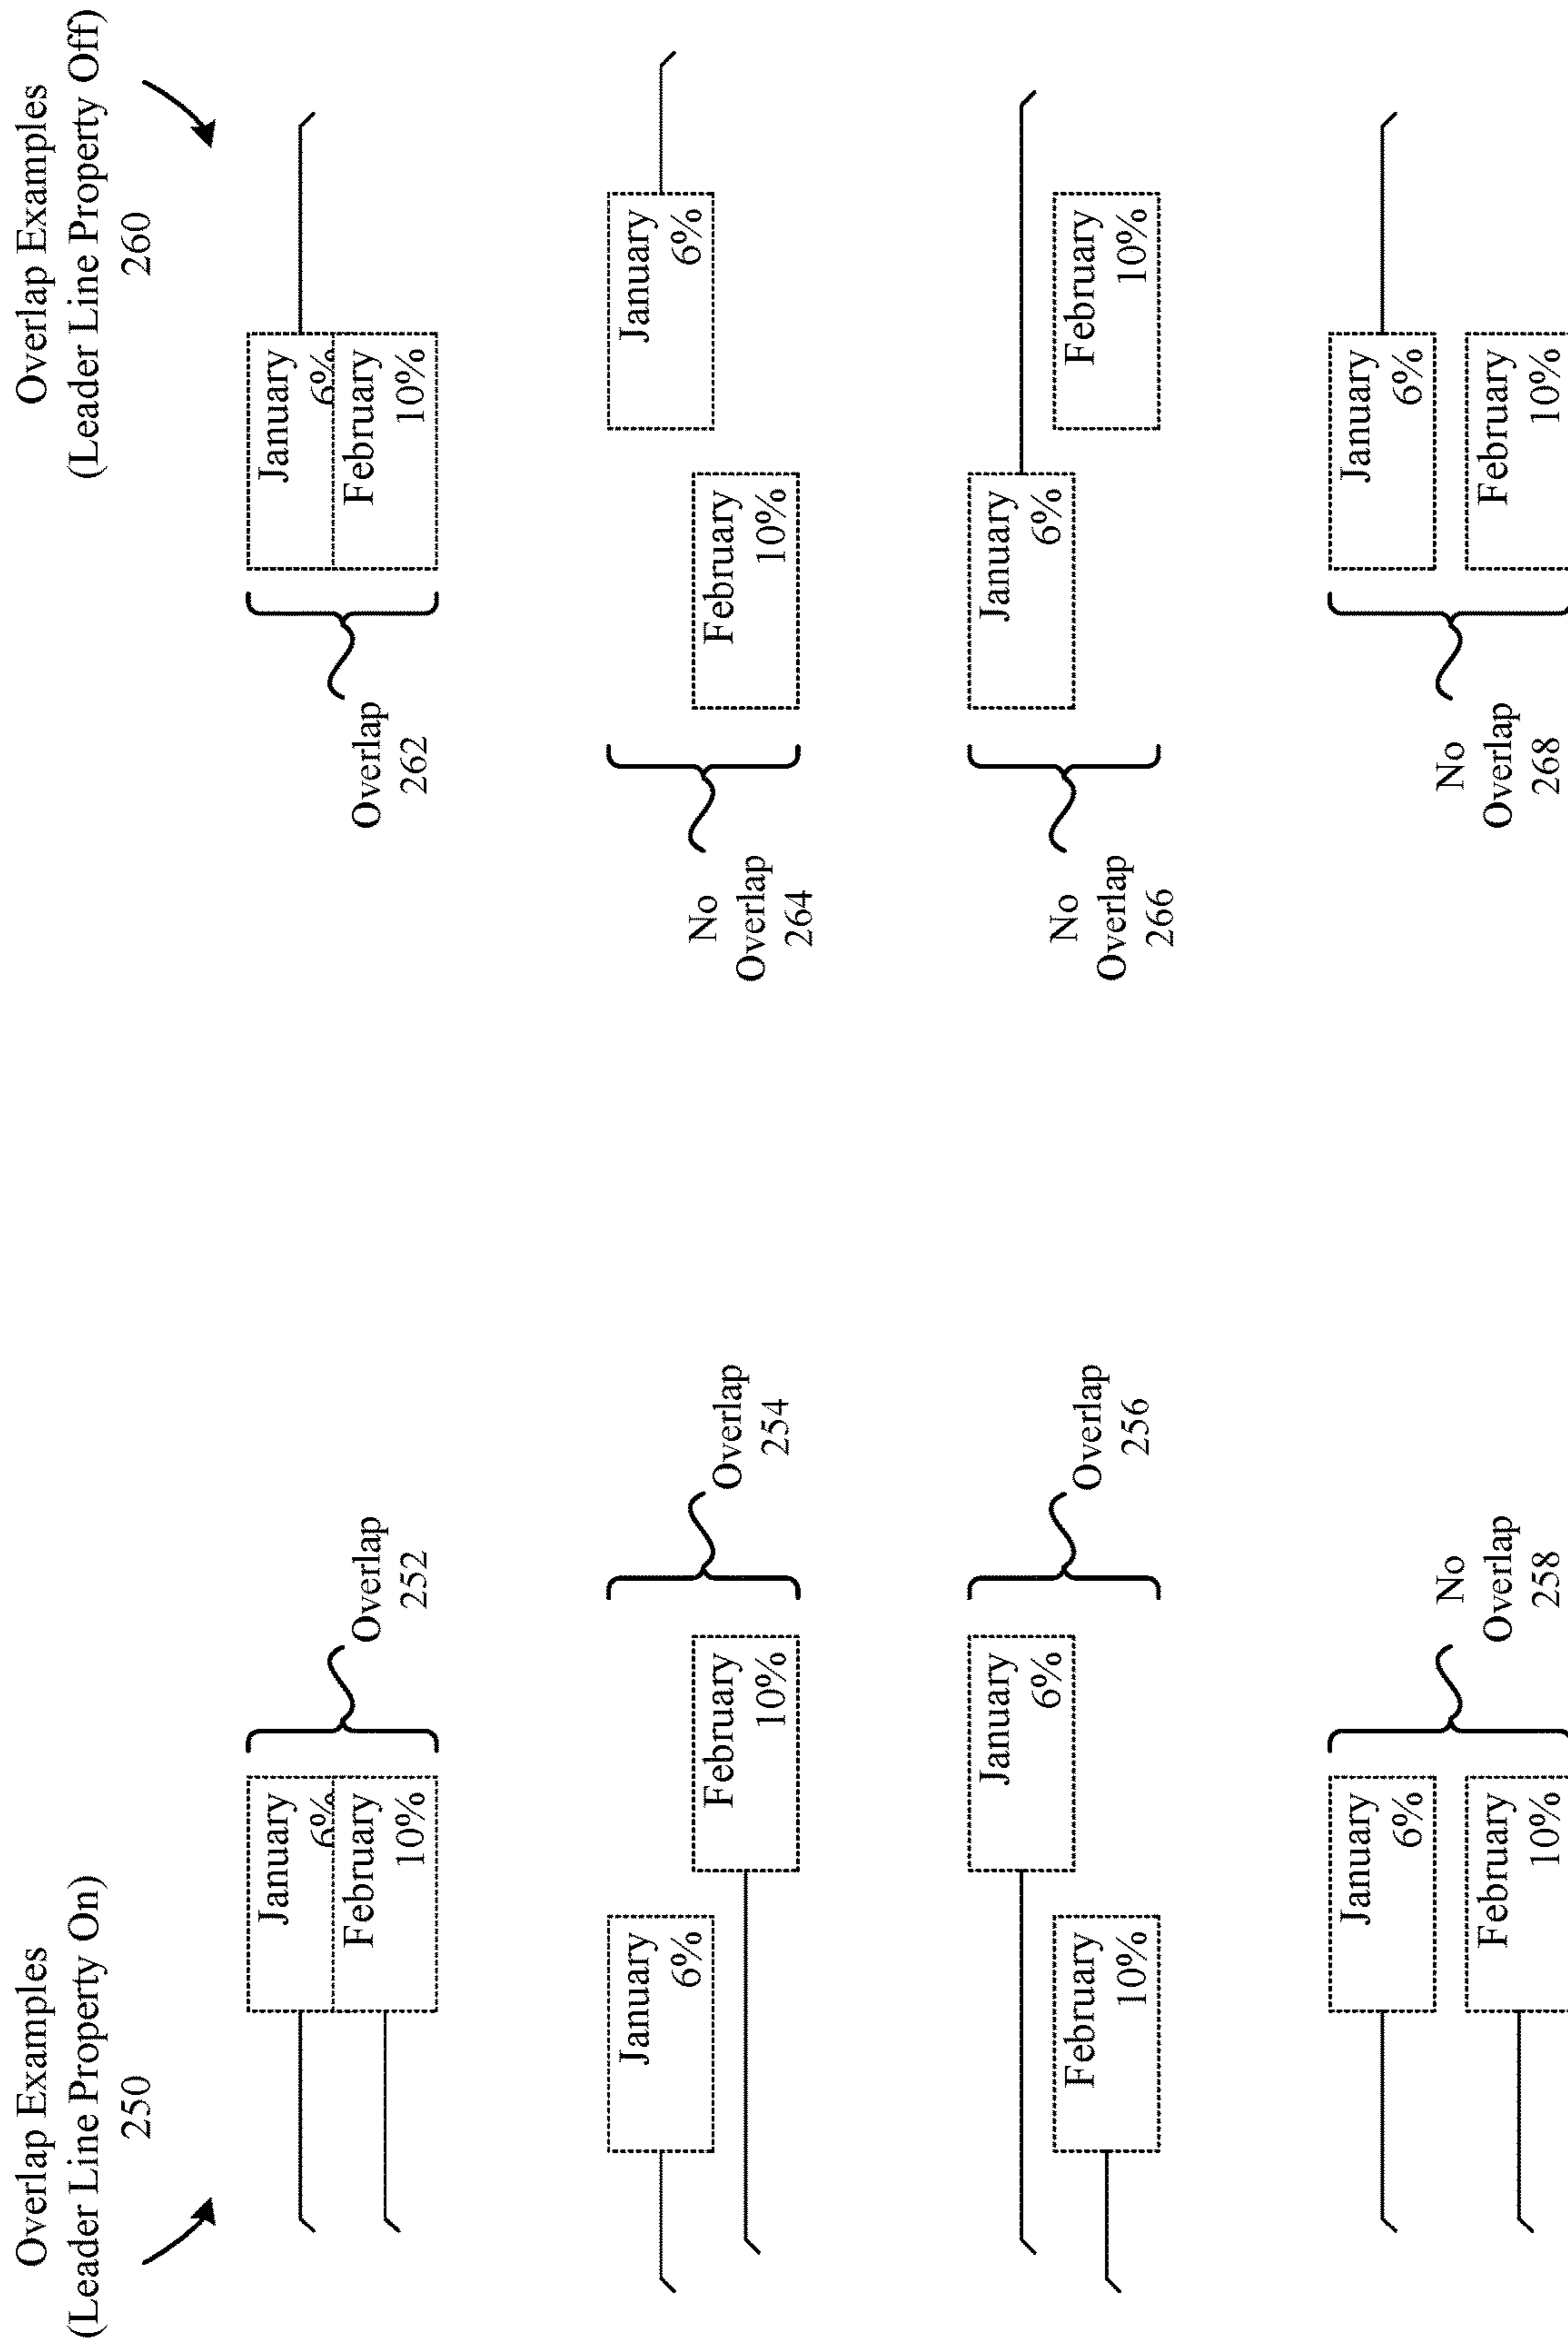 Overlap Examples
(Leader Line Property On)
250
January
6%
February
10%
Overlap
252
January
6%
February
10%
Overlap
254
January
6%
February
10%
Overlap
256
January
6%
February
10%
No
Overlap
258
Overlap Examples
(Leader Line Property Off)
260
Overlap
262
January
6%
February
10%
No
Overlap
264
January
6%
February
10%
No
Overlap
266
January
6%
February
10%
No
Overlap
268
January
6%
February
10%